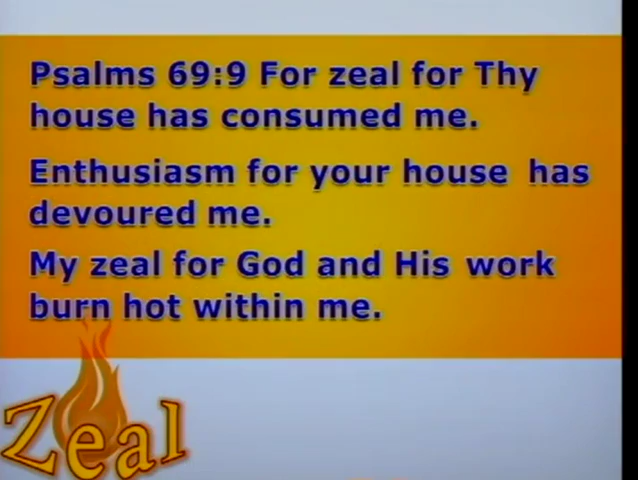 Psalms 69:9 For zeal for Thy
house has consumed me.
Enthusiasm for your house has
devoured me.
My zeal for God and His work
burn hot within me.
Zeal